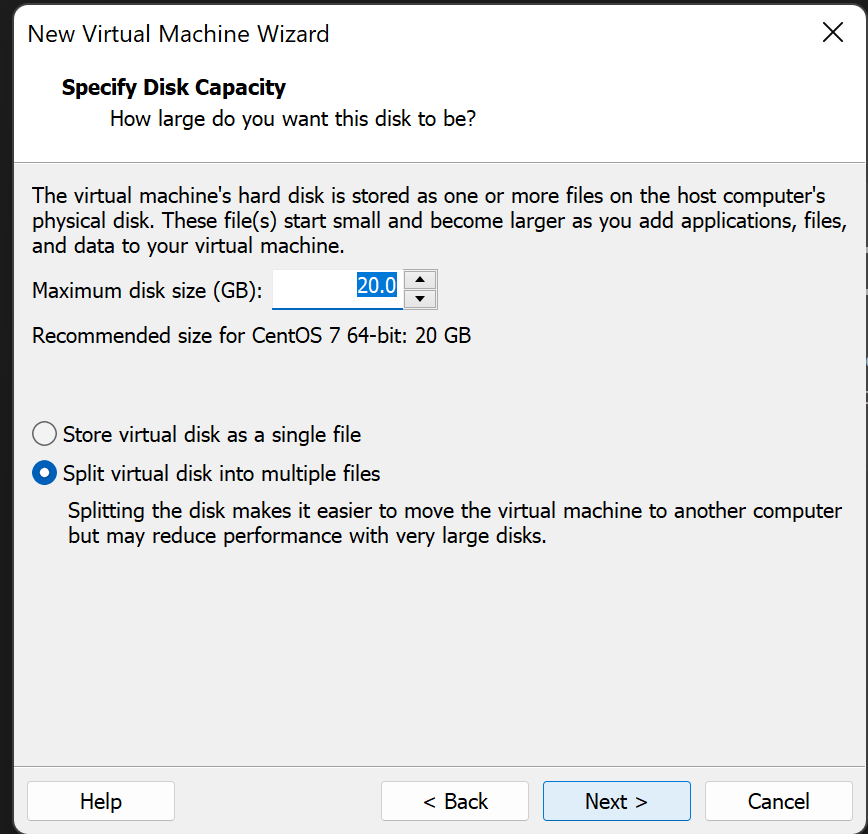 New Virtual Machine Wizard
Specify Disk Capacity
How large do you want this disk to be?
The virtual machine's hard disk is stored as one or more files on the host computer's
physical disk. These file(s) start small and become larger as you add applications, files,
and data to your virtual machine.
Maximum disk size (GB): 20.0
Recommended size for CentOS 7 64-bit: 20 GB
Store virtual disk as a single file
Split virtual disk into multiple files
Splitting the disk makes it easier to move the virtual machine to another computer
but may reduce performance with very large disks.
Help < Back Next > Cancel